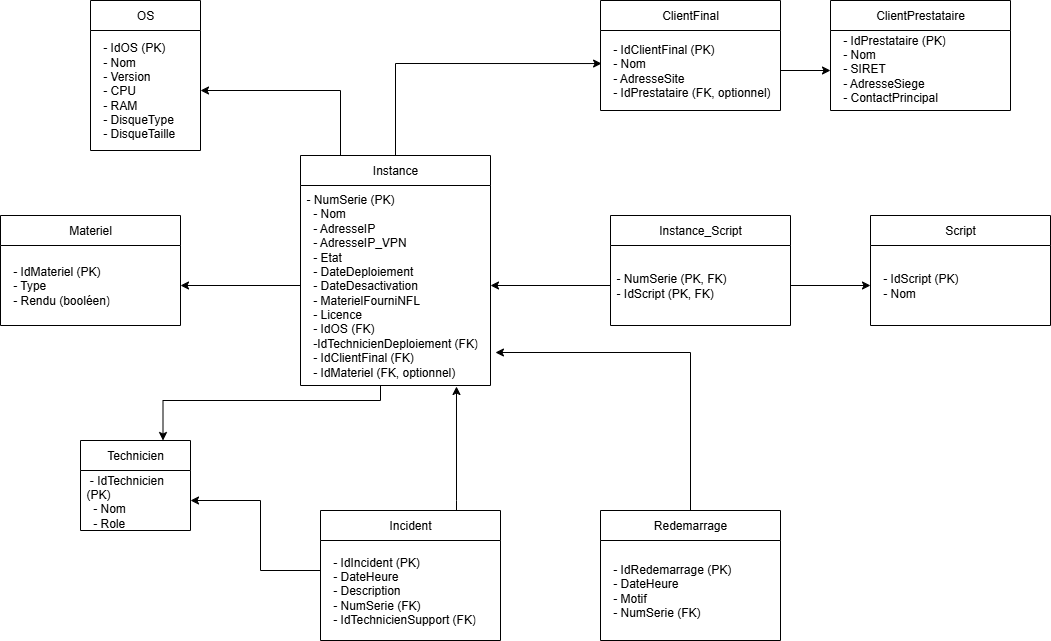 OS
- IdOS (PK)
- Nom
- Version
- CPU
- RAM
- DisqueType
- DisqueTaille
ClientFinal
- IdClientFinal (PK)
- Nom
- AdresseSite
- IdPrestataire (FK, optionnel)
ClientPrestataire
- IdPrestataire (PK)
- Nom
- SIRET
- AdresseSiege
- ContactPrincipal
Instance
- NumSerie (PK)
- Nom
- AdresseIP
- AdresseIP_VPN
- Etat
- DateDeploiement
- DateDesactivation
- MaterielFourniNFL
- Licence
- IdOS (FK)
-IdTechnicienDeploiement (FK)
- IdClientFinal (FK)
- IdMateriel (FK, optionnel)
Materiel
- IdMateriel (PK)
- Type
- Rendu (booléen)
Instance_Script
- NumSerie (PK, FK)
- IdScript (PK, FK)
Script
- IdScript (PK)
- Nom
Technicien
- IdTechnicien
(PK)
- Nom
- Role
Incident
- IdIncident (PK)
- DateHeure
- Description
- NumSerie (FK)
- IdTechnicienSupport (FK)
Redemarrage
- IdRedemarrage (PK)
- DateHeure
- Motif
- NumSerie (FK)